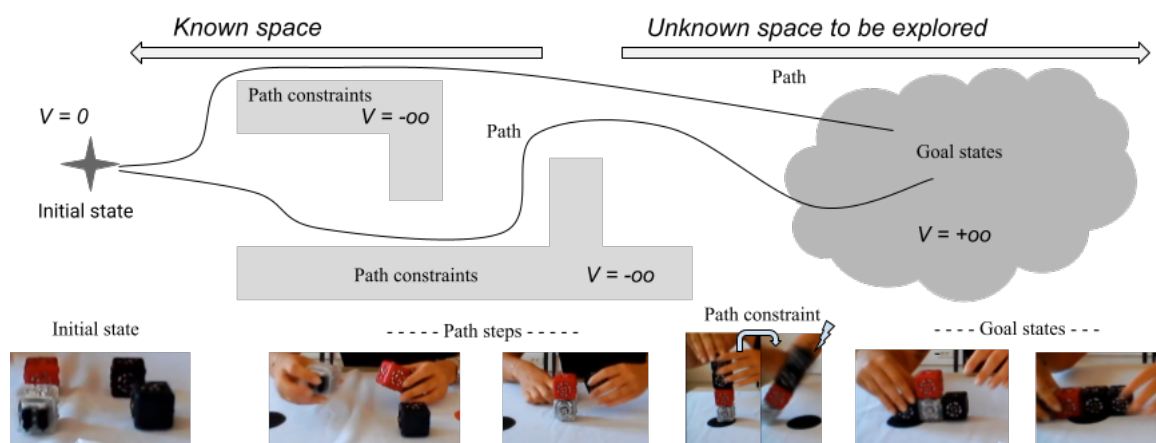 Known space
Unknown space to be explored
Path
V = 0
Path constraints
V = -oo
Path
Goal states
Initial state
V = +oo
Path constraints
V = -oo
Initial state
- - - - - Path steps - - - - -
Path constraint
- - - - Goal states - - -